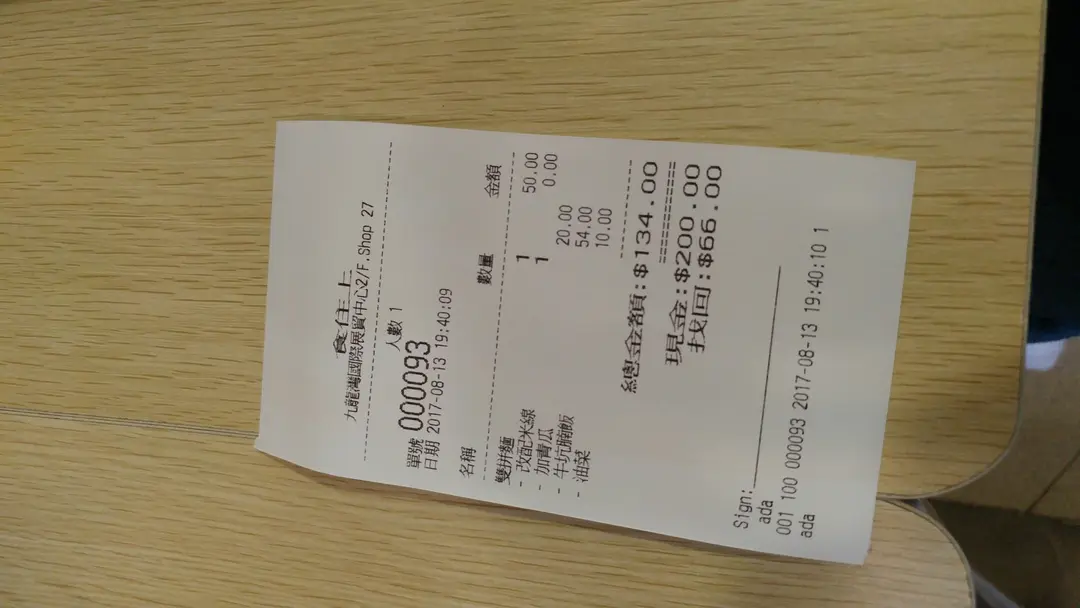 食住上
九龍灣國際展貿中心2/F.Shop 27
單號 000093 人數 1
日期 2017-08-13 19:40:09
名稱 數量 金額
雙拼麵 1 50.00
- 改配米線 1 0.00
- 加青瓜 20.00
- 牛坑腩飯 54.00
- 油菜 10.00
總金額:$134.00
==========
現金:$200.00
找回:$66.00
Sign:
ada
001 100 000093 2017-08-13 19:40:10 1
ada